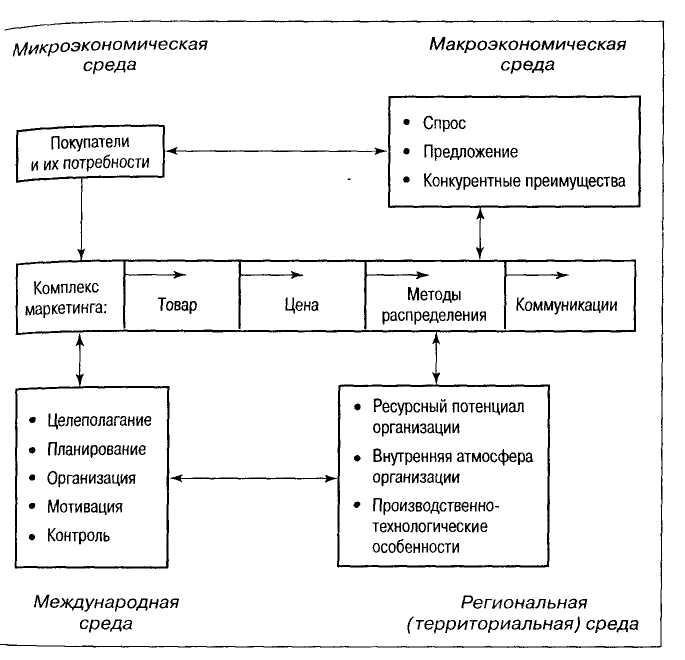 Микроэкономическая
среда
Макроэкономическая
среда
Покупатели
и их потребности
• Спрос
• Предложение
• Конкурентные преимущества
Комплекс
маркетинга:
Товар
Цена
Методы
распределения
Коммуникации
• Целеполагание
• Планирование
• Организация
• Мотивация
• Контроль
• Ресурсный потенциал
организации
• Внутренняя атмосфера
организации
• Производственно-
технологические
особенности
Международная
среда
Региональная
(территориальная) среда